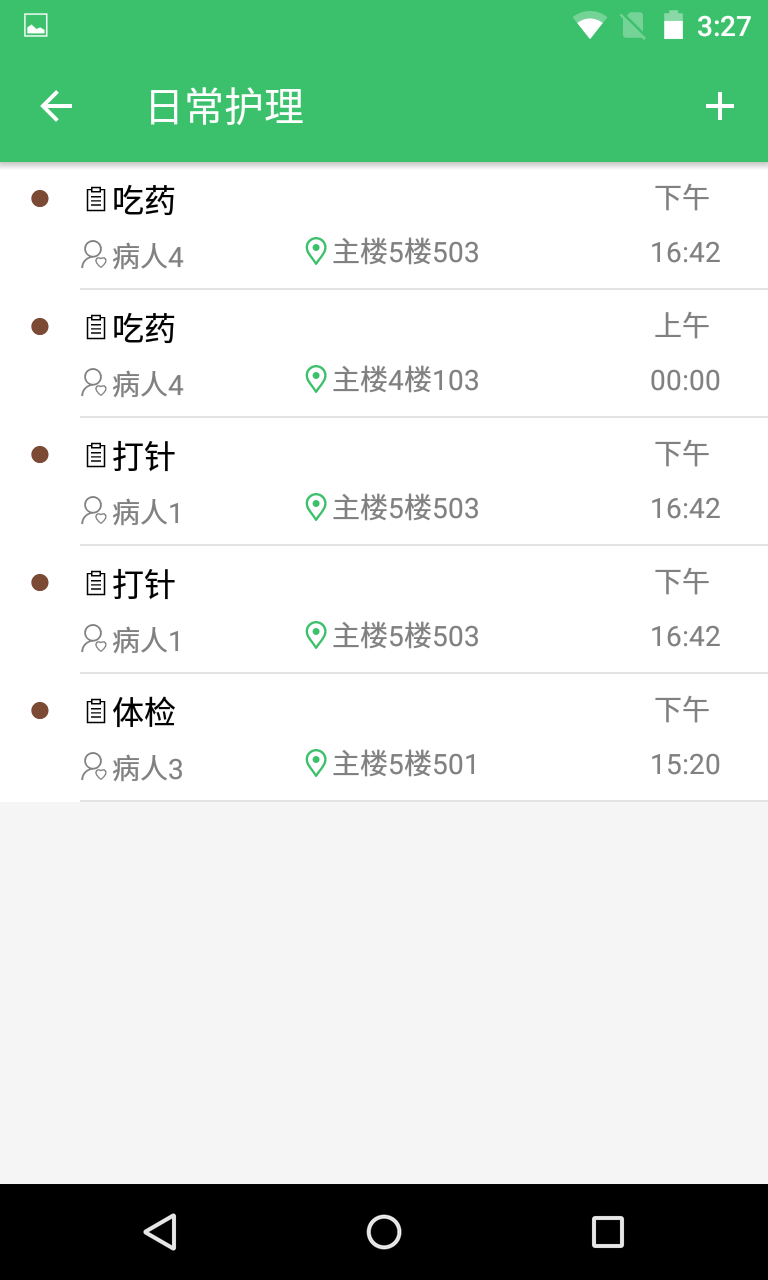 3:27
日常护理
吃药 下午
病人4 主楼5楼503 16:42
吃药 上午
病人4 主楼4楼103 00:00
打针 下午
病人1 主楼5楼503 16:42
打针 下午
病人1 主楼5楼503 16:42
体检 下午
病人3 主楼5楼501 15:20